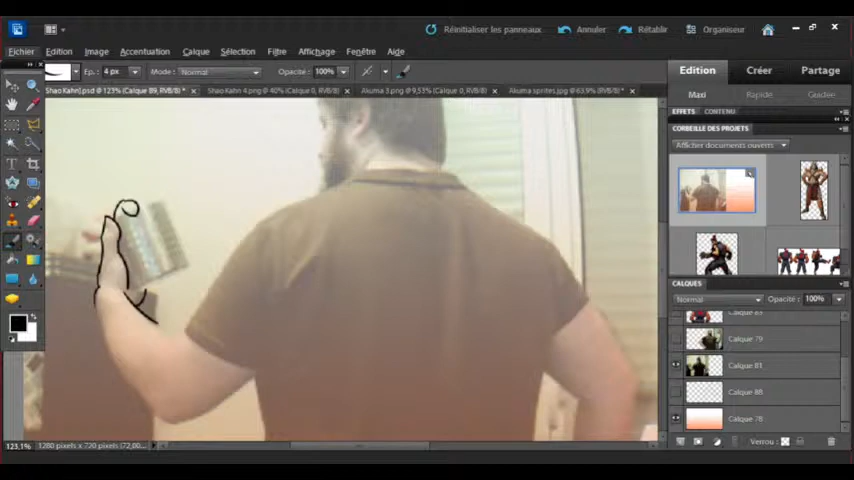 Réinitialiser les panneaux Annuler Rétablir Organiseur
Fichier Edition Image Accentuation Calque Sélection Filtre Affichage Fenêtre Aide
Ep.: 4 px Mode: Normal Opacité: 100%
Edition Créer Partage
Shao Kahn].psd @ 123% (Calque 89, RVB/8) * Shao Kahn 4.png @ 40% (Calque 0, RVB/8) Akuma 3.png @ 9,53% (Calque 0, RVB/8) Akuma sprites.jpg @ 63,9% (RVB/8) *
Maxi Rapide Guidée
EFFETS CONTENU
CORBEILLE DES PROJETS
Afficher documents ouverts
CALQUES
Normal Opacité: 100%
Calque 79
Calque 81
Calque 88
Calque 78
Verrou:
123,1% 1280 pixels x 720 pixels (72,00...